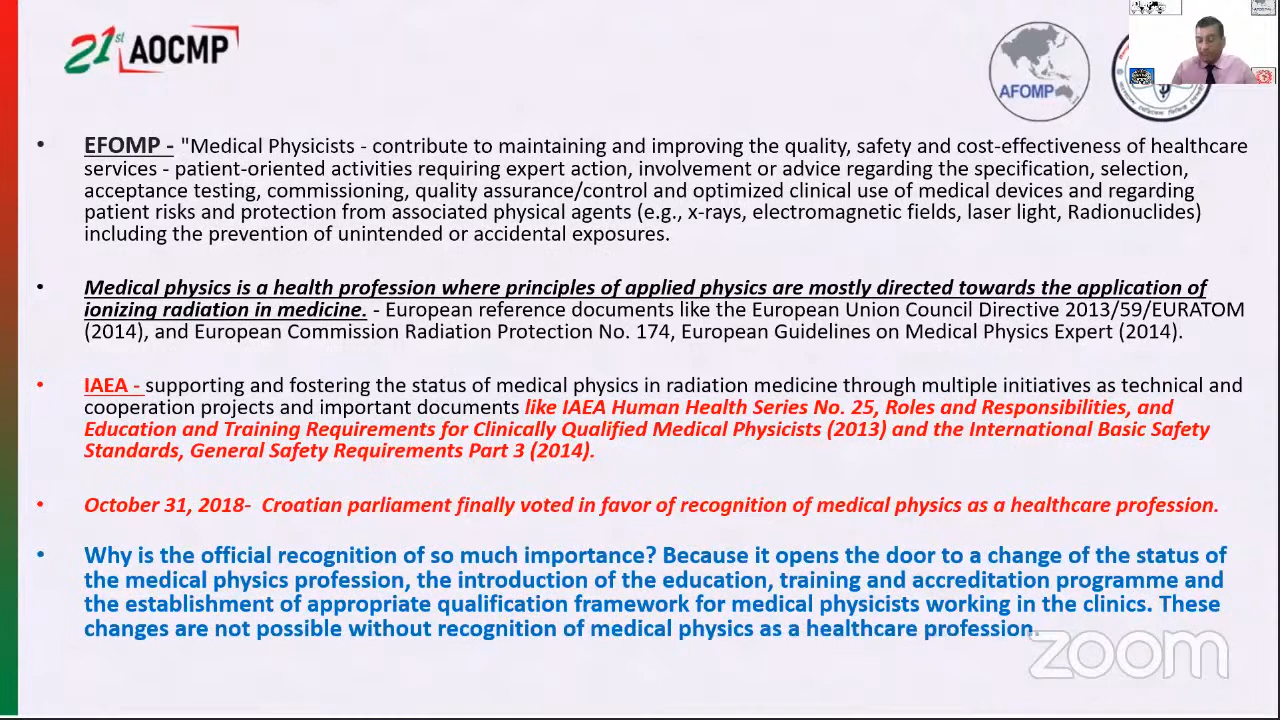 21st AOCMP
AFOMP
EFOMP - "Medical Physicists - contribute to maintaining and improving the quality, safety and cost-effectiveness of healthcare
services - patient-oriented activities requiring expert action, involvement or advice regarding the specification, selection,
acceptance testing, commissioning, quality assurance/control and optimized clinical use of medical devices and regarding
patient risks and protection from associated physical agents (e.g., x-rays, electromagnetic fields, laser light, Radionuclides)
including the prevention of unintended or accidental exposures.
Medical physics is a health profession where principles of applied physics are mostly directed towards the application of
ionizing radiation in medicine. - European reference documents like the European Union Council Directive 2013/59/EURATOM
(2014), and European Commission Radiation Protection No. 174, European Guidelines on Medical Physics Expert (2014).
IAEA - supporting and fostering the status of medical physics in radiation medicine through multiple initiatives as technical and
cooperation projects and important documents like IAEA Human Health Series No. 25, Roles and Responsibilities, and
Education and Training Requirements for Clinically Qualified Medical Physicists (2013) and the International Basic Safety
Standards, General Safety Requirements Part 3 (2014).
October 31, 2018- Croatian parliament finally voted in favor of recognition of medical physics as a healthcare profession.
Why is the official recognition of so much importance? Because it opens the door to a change of the status of
the medical physics profession, the introduction of the education, training and accreditation programme and
the establishment of appropriate qualification framework for medical physicists working in the clinics. These
changes are not possible without recognition of medical physics as a healthcare profession.
zoom